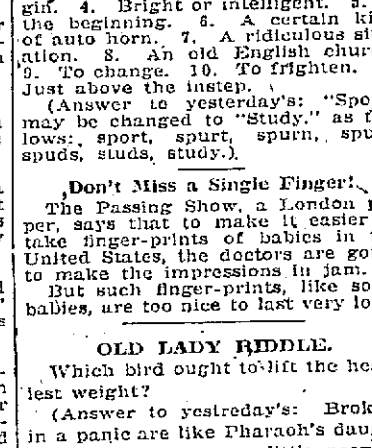 girl. 4. Bright or intelligent. 5.
the beginning. 6. A certain ki
of auto horn. 7. A ridiculous si
ation. 8. An old English chur
9. To change. 10. To frighten.
Just above the instep.
(Answer to yesterday's: "Spo
may be changed to "Study." as f
lows: sport, spurt, spurn, spu
spuds, studs, study.)
Don't Miss a Single Finger!
The Passing Show, a London p
per, says that to make it easier
take finger-prints of babies in
United States, the doctors are go
to make the impressions in jam.
But such finger-prints, like so
babies, are too nice to last very lo
OLD LADY RIDDLE.
Which bird ought to lift the he
iest weight?
(Answer to yestreday's: Brok
in a panic are like Pharaoh's dau